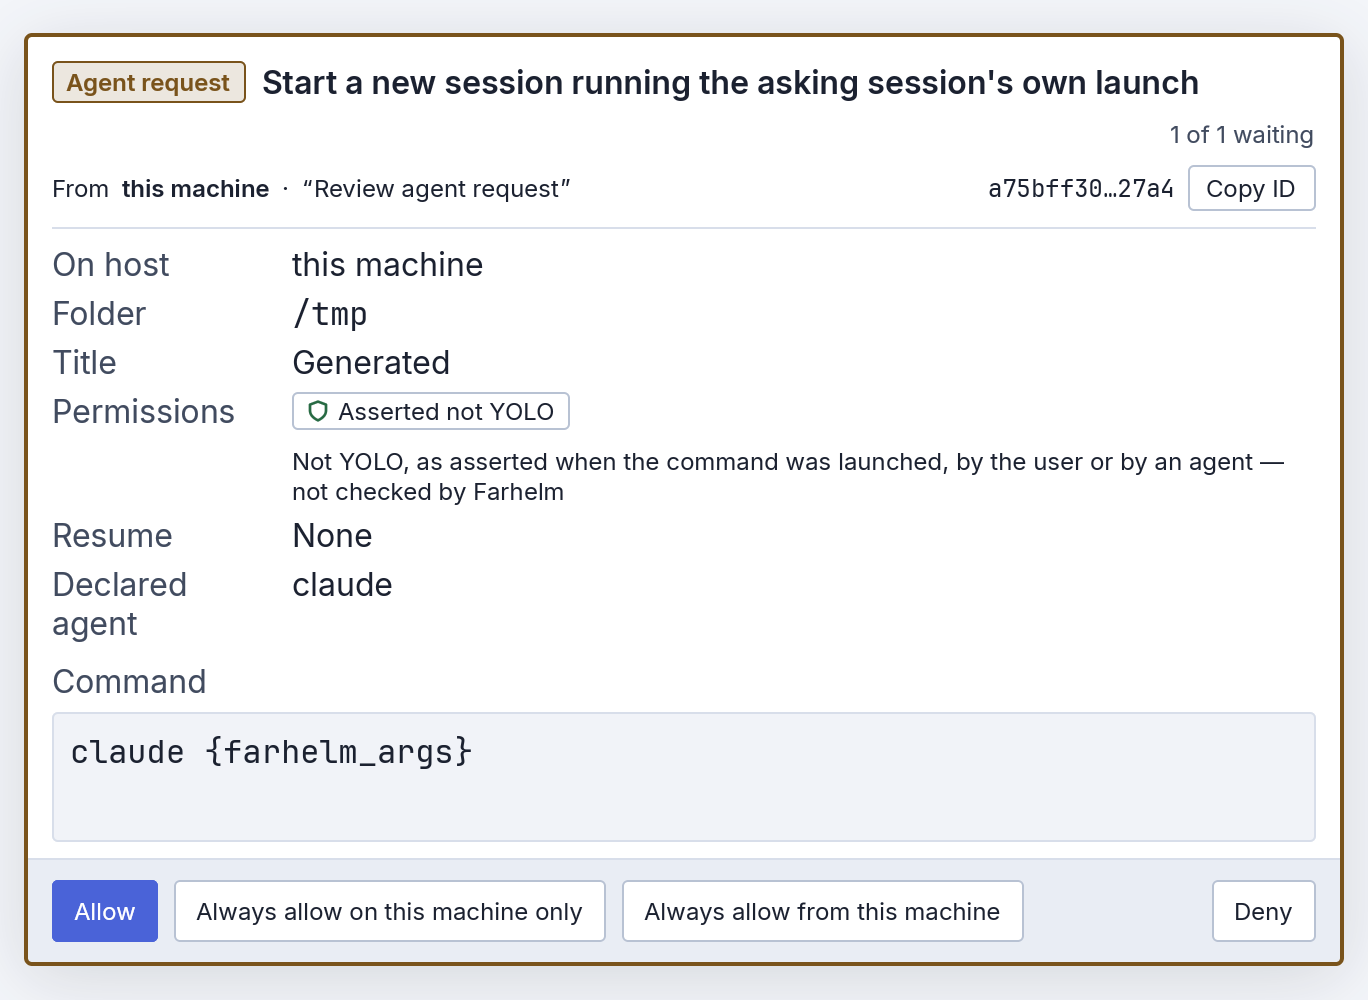 Agent request Start a new session running the asking session's own launch
1 of 1 waiting
From this machine · “Review agent request” a75bff30…27a4 Copy ID
On host this machine
Folder /tmp
Title Generated
Permissions Asserted not YOLO
Not YOLO, as asserted when the command was launched, by the user or by an agent —
not checked by Farhelm
Resume None
Declared claude
agent
Command
claude {farhelm_args}
Allow Always allow on this machine only Always allow from this machine Deny